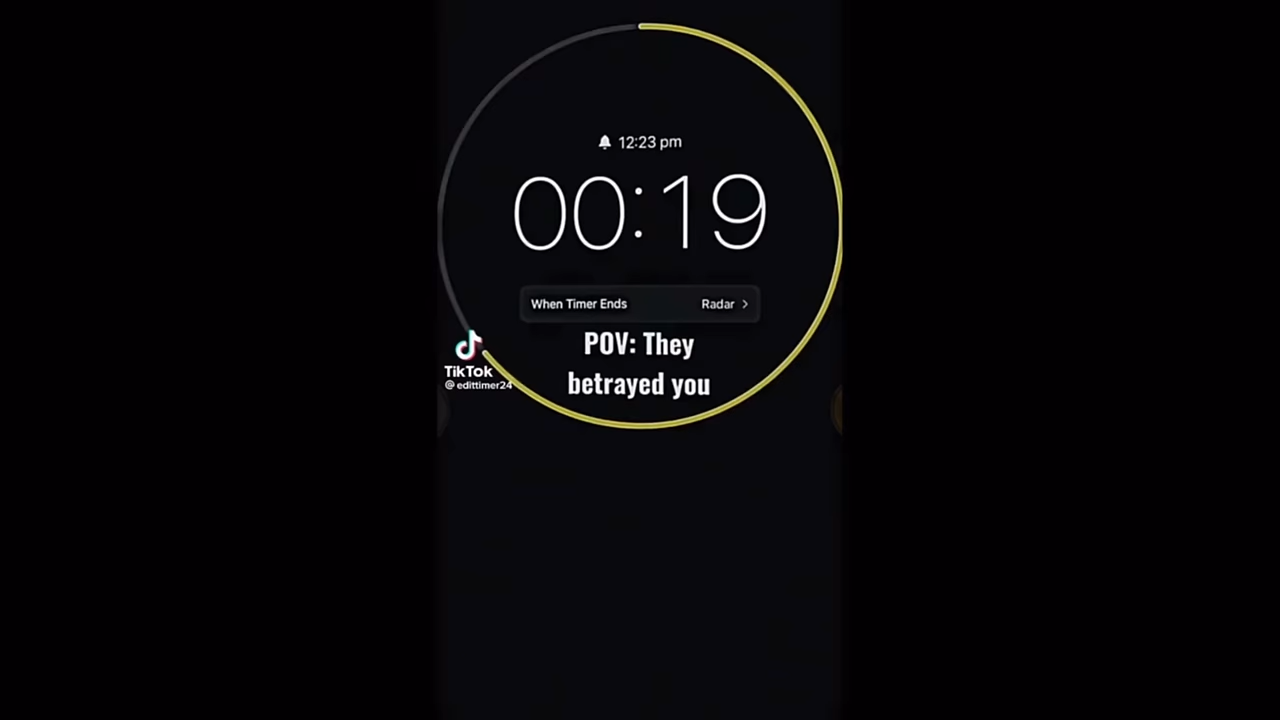 12:23 pm
00:19
When Timer Ends Radar >
POV: They
betrayed you
TikTok
@ edittimer24